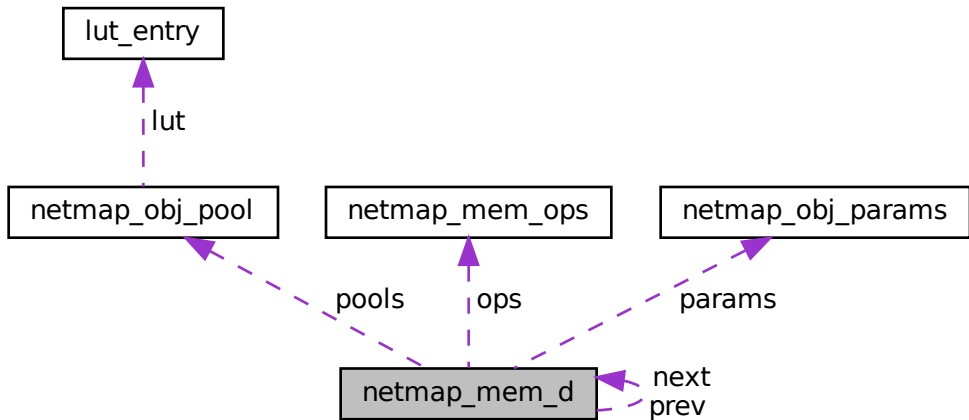 lut_entry
lut
netmap_obj_pool
netmap_mem_ops
netmap_obj_params
pools
ops
params
netmap_mem_d
next
prev